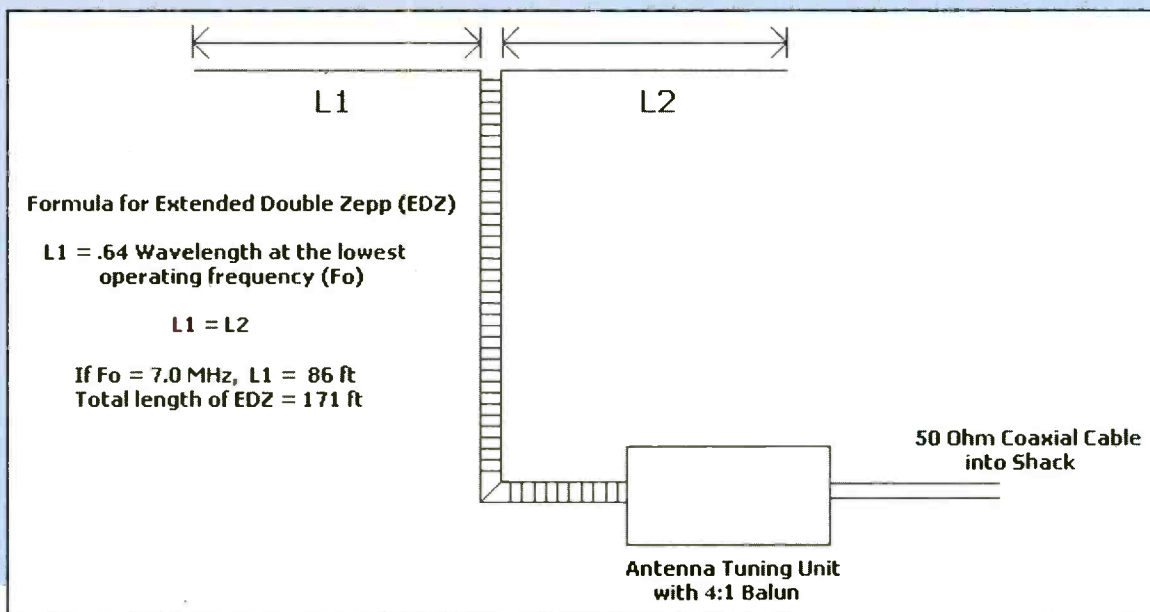 L1
L2
Formula for Extended Double Zepp (EDZ)
L1 = .64 Wavelength at the lowest
operating frequency (Fo)
L1 = L2
If Fo = 7.0 MHz, L1 = 86 ft
Total length of EDZ = 171 ft
50 Ohm Coaxial Cable
into Shack
Antenna Tuning Unit
with 4:1 Balun